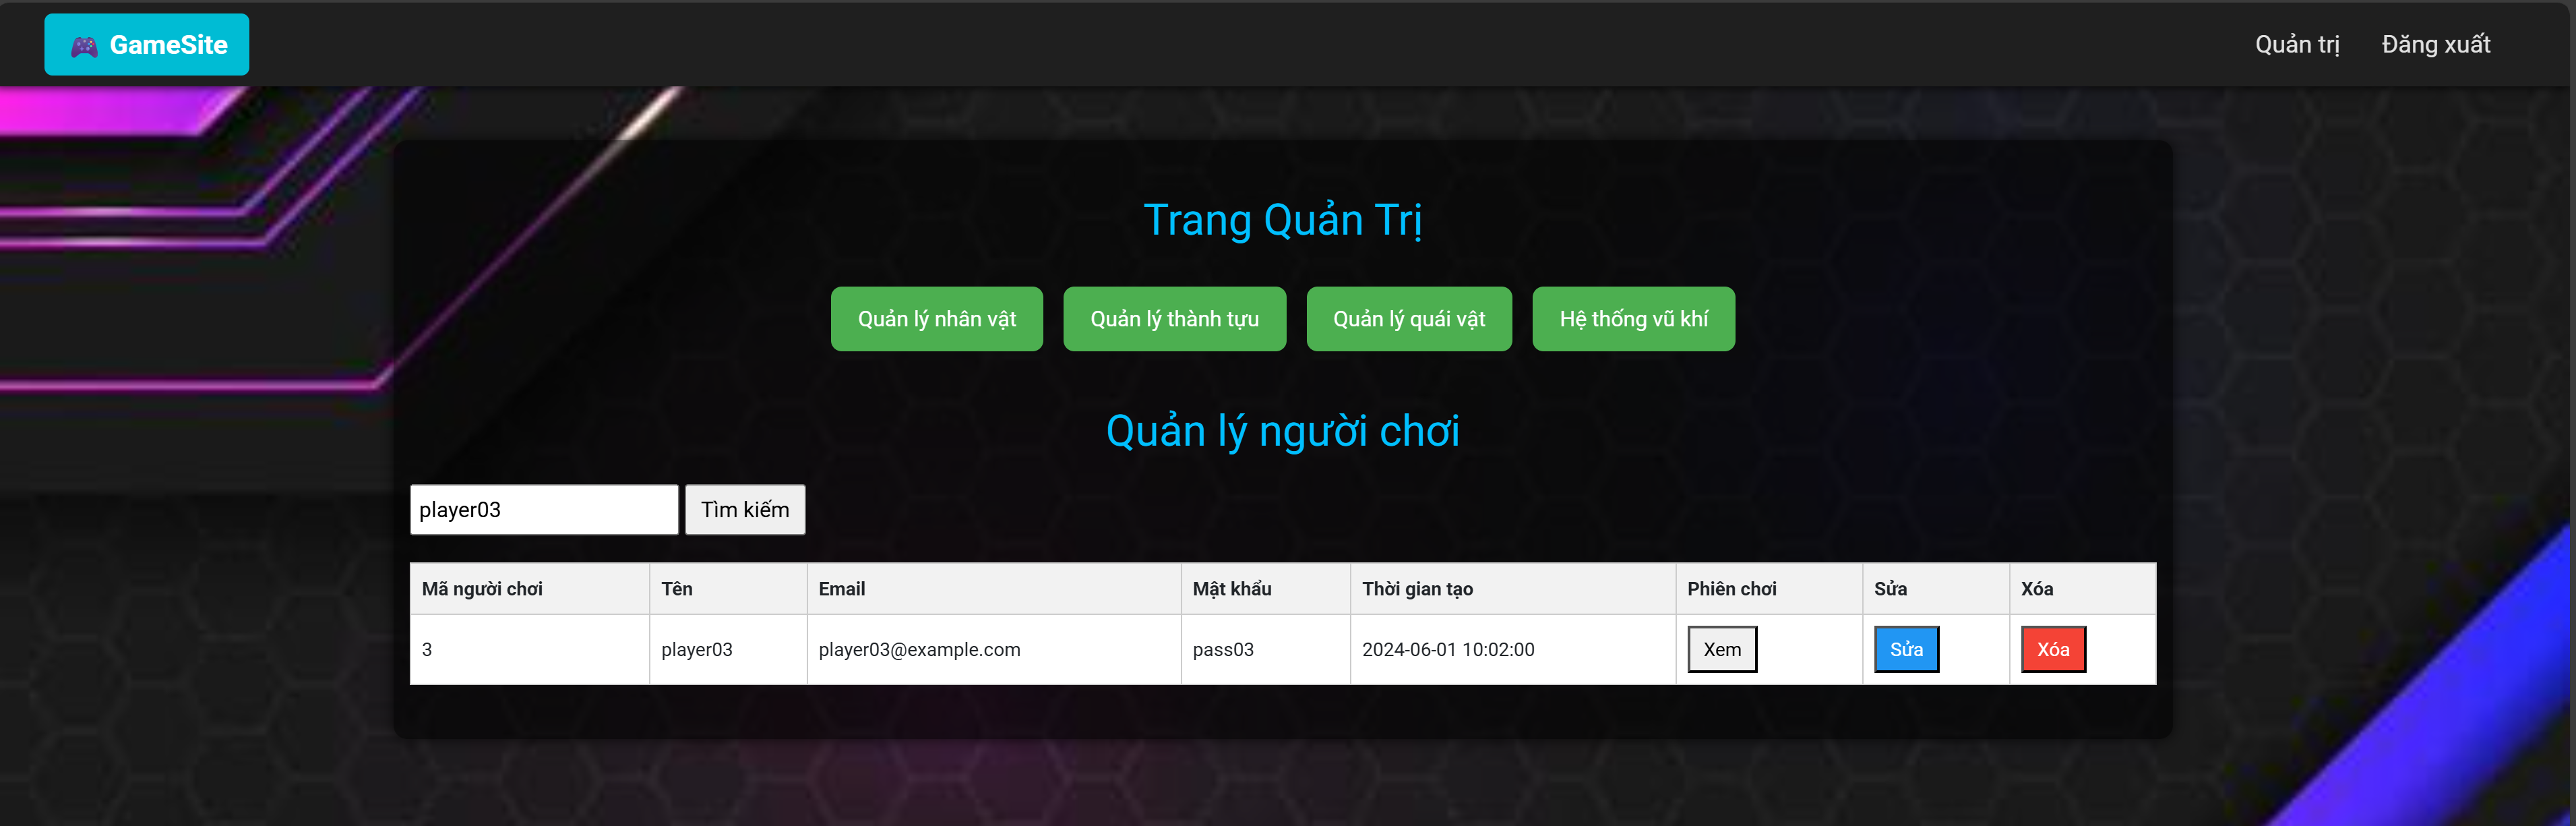 GameSite
Quản trị Đăng xuất
Trang Quản Trị
Quản lý nhân vật Quản lý thành tựu Quản lý quái vật Hệ thống vũ khí
Quản lý người chơi
player03 Tìm kiếm
Mã người chơi Tên Email Mật khẩu Thời gian tạo Phiên chơi Sửa Xóa
3 player03 player03@example.com pass03 2024-06-01 10:02:00 Xem Sửa Xóa